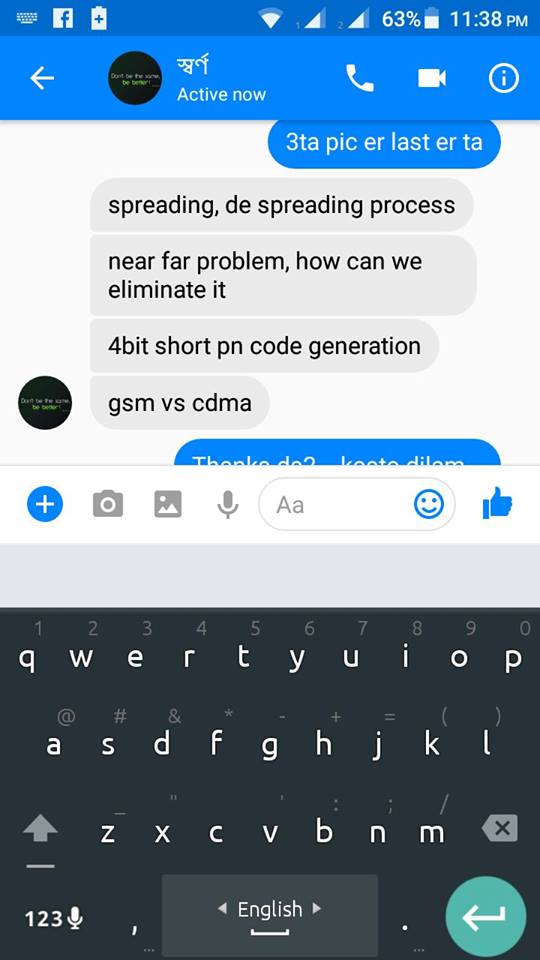 63% 11:38 PM
স্বর্ণ
Active now
Don't be the same,
be better!
3ta pic er last er ta
spreading, de spreading process
near far problem, how can we
eliminate it
4bit short pn code generation
gsm vs cdma
Don't be the same,
be better!
Aa
1 2 3 4 5 6 7 8 9 0
q w e r t y u i o p
@ # & * - + = ( )
a s d f g h j k l
_ " ' : ; /
z x c v b n m
123 , English .